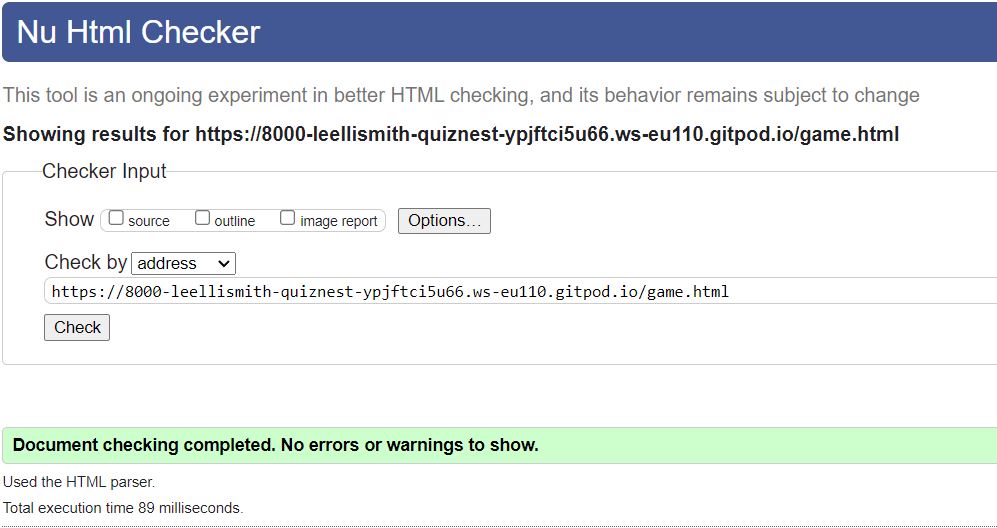 Nu Html Checker
This tool is an ongoing experiment in better HTML checking, and its behavior remains subject to change
Showing results for https://8000-leellismith-quiznest-ypjftci5u66.ws-eu110.gitpod.io/game.html
Checker Input
Show source outline image report Options...
Check by address
https://8000-leellismith-quiznest-ypjftci5u66.ws-eu110.gitpod.io/game.html
Check
Document checking completed. No errors or warnings to show.
Used the HTML parser.
Total execution time 89 milliseconds.